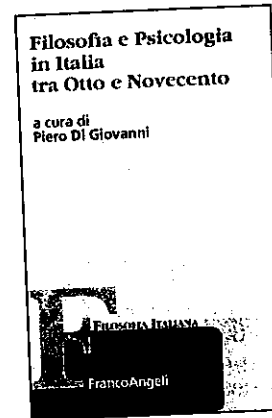 Filosofia e Psicologia
in Italia
tra Otto e Novecento
a cura di
Piero Di Giovanni
F
FILOSOFIA ITALIANA
FrancoAngeli